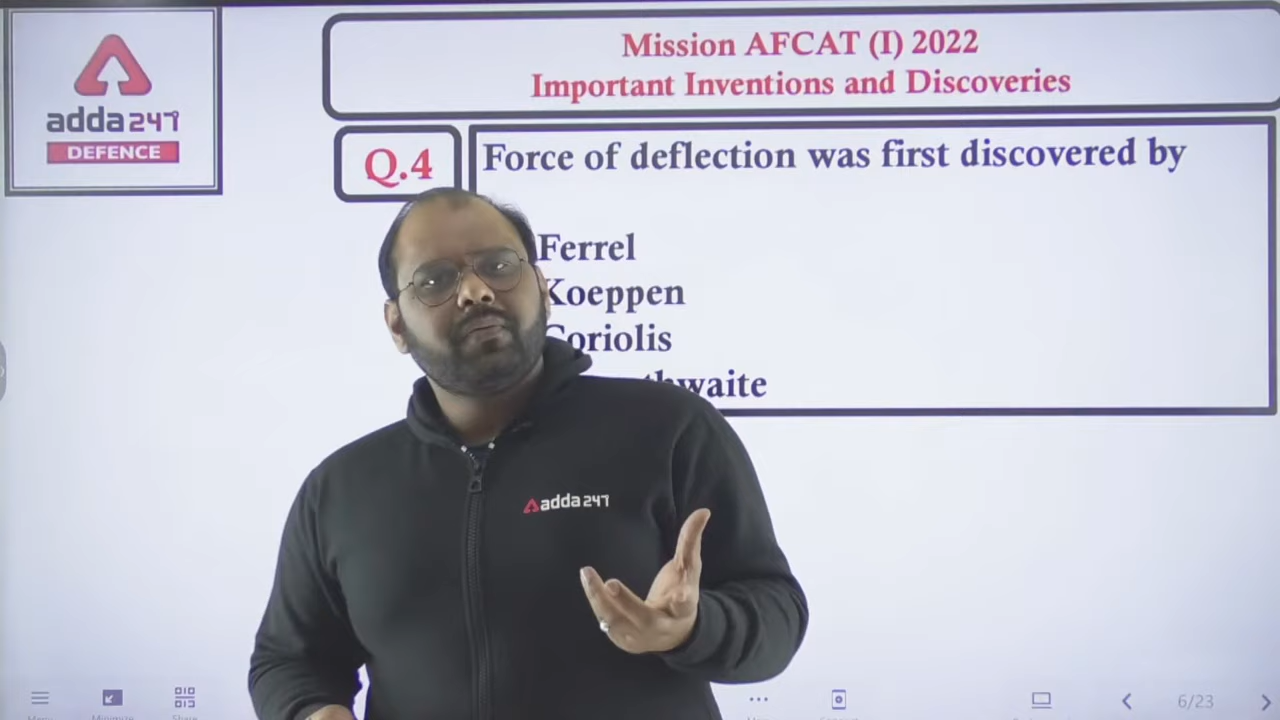 Mission AFCAT (I) 2022
Important Inventions and Discoveries
adda247
DEFENCE
Q.4
Force of deflection was first discovered by
Ferrel
Koeppen
Coriolis
adda247
Share
6/23